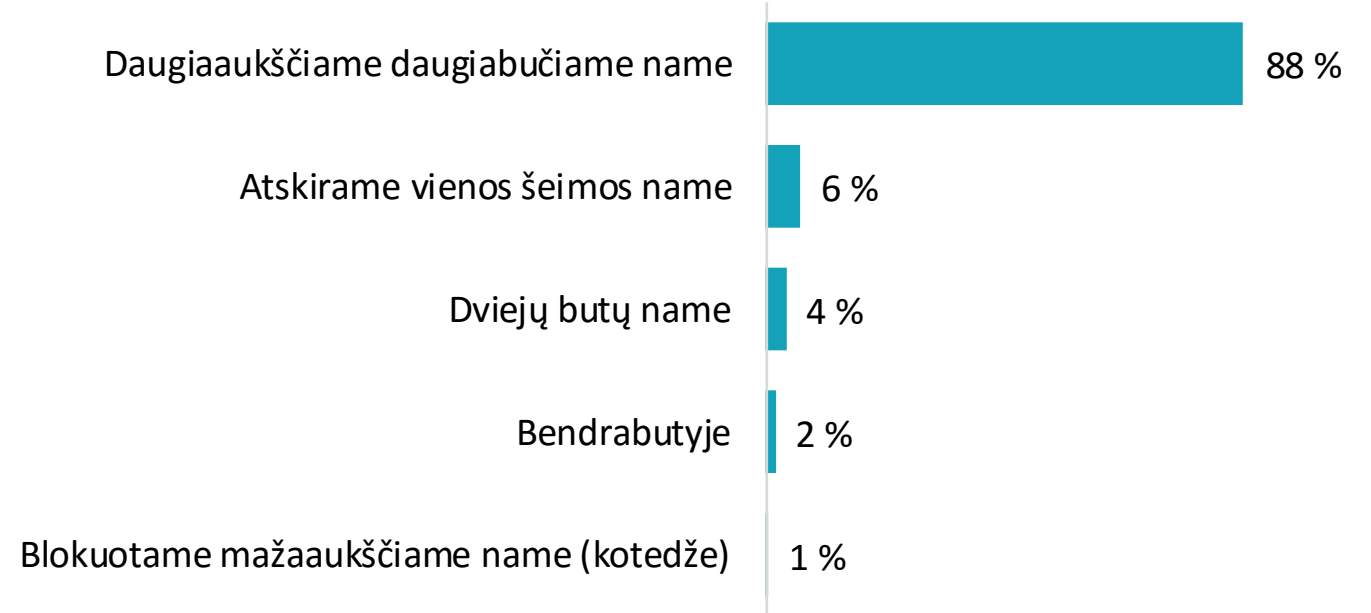 Daugiaaukščiame daugiabučiame name 88 %
Atskirame vienos šeimos name 6 %
Dviejų butų name 4 %
Bendrabutyje 2 %
Blokuotame mažaaukščiame name (kotedže) 1 %